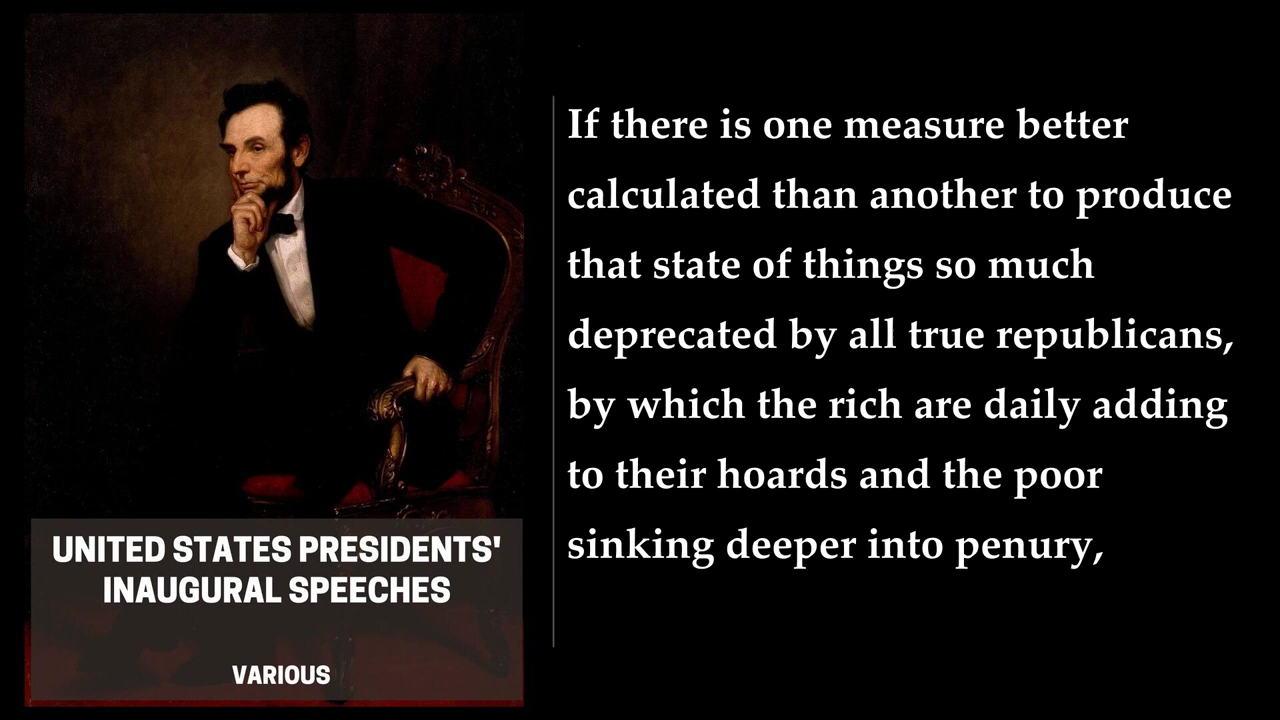 If there is one measure better
calculated than another to produce
that state of things so much
deprecated by all true republicans,
by which the rich are daily adding
to their hoards and the poor
sinking deeper into penury,
UNITED STATES PRESIDENTS'
INAUGURAL SPEECHES
VARIOUS